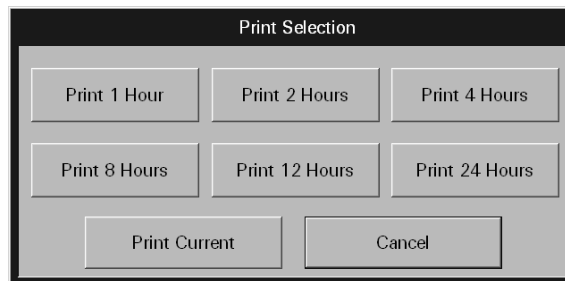 Print Selection
Print 1 Hour
Print 2 Hours
Print 4 Hours
Print 8 Hours
Print 12 Hours
Print 24 Hours
Print Current
Cancel